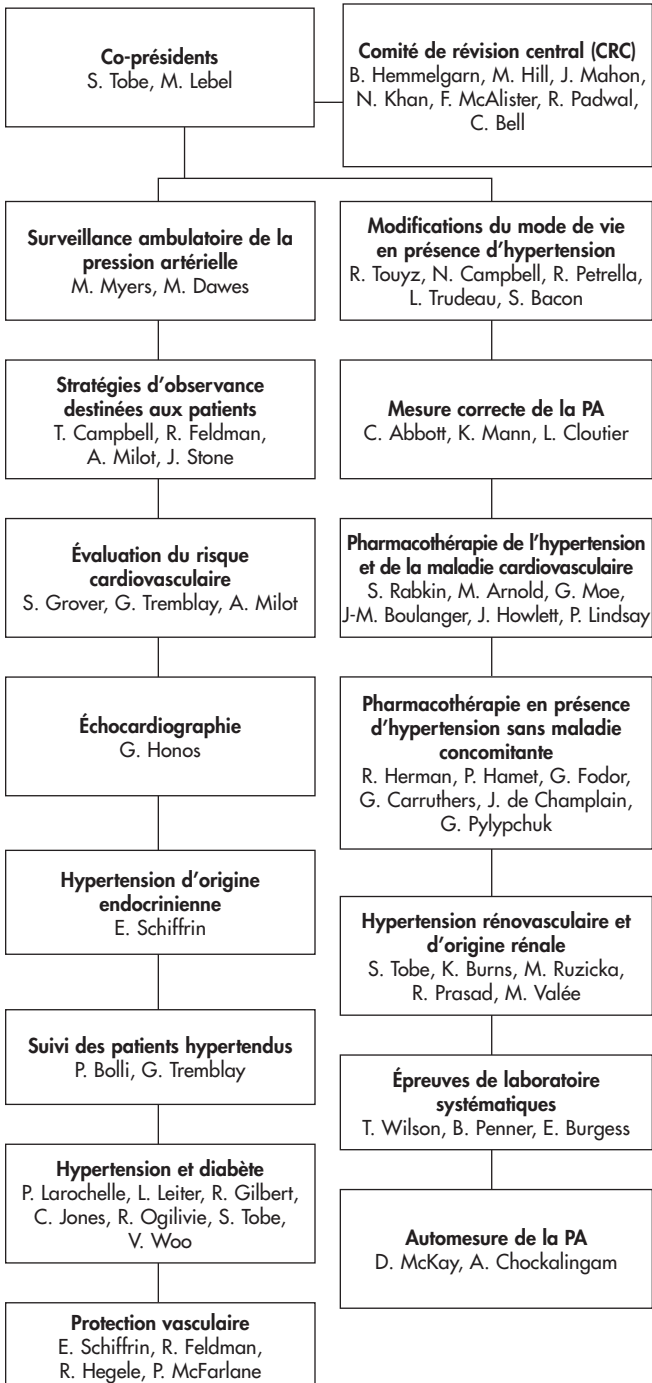 Co-présidents
S. Tobe, M. Lebel
Comité de révision central (CRC)
B. Hemmelgarn, M. Hill, J. Mahon,
N. Khan, F. McAlister, R. Padwal,
C. Bell
Surveillance ambulatoire de la
pression artérielle
M. Myers, M. Dawes
Stratégies d'observance
destinées aux patients
T. Campbell, R. Feldman,
A. Milot, J. Stone
Évaluation du risque
cardiovasculaire
S. Grover, G. Tremblay, A. Milot
Échocardiographie
G. Honos
Hypertension d'origine
endocrinienne
E. Schiffrin
Suivi des patients hypertendus
P. Bolli, G. Tremblay
Hypertension et diabète
P. Larochelle, L. Leiter, R. Gilbert,
C. Jones, R. Ogilivie, S. Tobe,
V. Woo
Protection vasculaire
E. Schiffrin, R. Feldman,
R. Hegele, P. McFarlane
Modifications du mode de vie
en présence d'hypertension
R. Touyz, N. Campbell, R. Petrella,
L. Trudeau, S. Bacon
Mesure correcte de la PA
C. Abbott, K. Mann, L. Cloutier
Pharmacothérapie de l'hypertension
et de la maladie cardiovasculaire
S. Rabkin, M. Arnold, G. Moe,
J-M. Boulanger, J. Howlett, P. Lindsay
Pharmacothérapie en présence
d'hypertension sans maladie
concomitante
R. Herman, P. Hamet, G. Fodor,
G. Carruthers, J. de Champlain,
G. Pylypchuk
Hypertension rénovasculaire et
d'origine rénale
S. Tobe, K. Burns, M. Ruzicka,
R. Prasad, M. Valée
Épreuves de laboratoire
systématiques
T. Wilson, B. Penner, E. Burgess
Automesure de la PA
D. McKay, A. Chockalingam